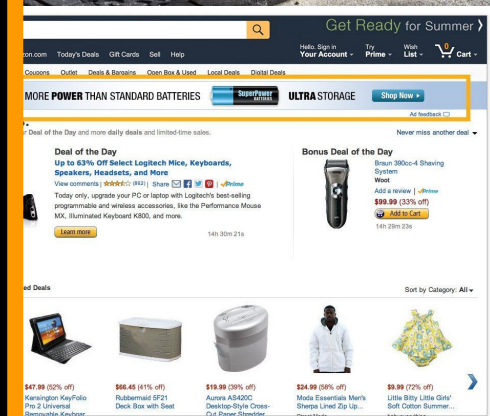 Get Ready for Summer ⟩
zon.com Today's Deals Gift Cards Sell Help
Hello. Sign in
Your Account
Try
Prime
Wish
List
0
Cart
Coupons Outlet Deals & Bargains Open Box & Used Local Deals Digital Deals
MORE POWER THAN STANDARD BATTERIES SuperPower BATTERIES ULTRA STORAGE Shop Now
Ad feedback
r Deal of the Day and more daily deals and limited-time sales.
Never miss another deal
Deal of the Day
Up to 63% Off Select Logitech Mice, Keyboards,
Speakers, Headsets, and More
View comments | (862) | Share | Prime
Today only, upgrade your PC or laptop with Logitech's best-selling
programmable and wireless accessories, like the Performance Mouse
MX, Illuminated Keyboard K800, and more.
Learn more
14h 30m 21s
Bonus Deal of the Day
Braun 390cc-4 Shaving
System
Woot
Add a review | Prime
$99.99 (33% off)
Add to Cart
14h 29m 23s
ed Deals
Sort by Category: All
$47.99 (52% off)
Kensington KeyFolio
Pro 2 Universal
Removable Keyboar
$66.45 (41% off)
Rubbermaid 5F21
Deck Box with Seat
$19.99 (39% off)
Aurora AS420C
Desktop-Style Cross-
Cut Paper Shredder
$24.99 (58% off)
Moda Essentials Men's
Sherpa Lined Zip Up...
$9.99 (72% off)
Little Bitty Little Girls'
Soft Cotton Summer...